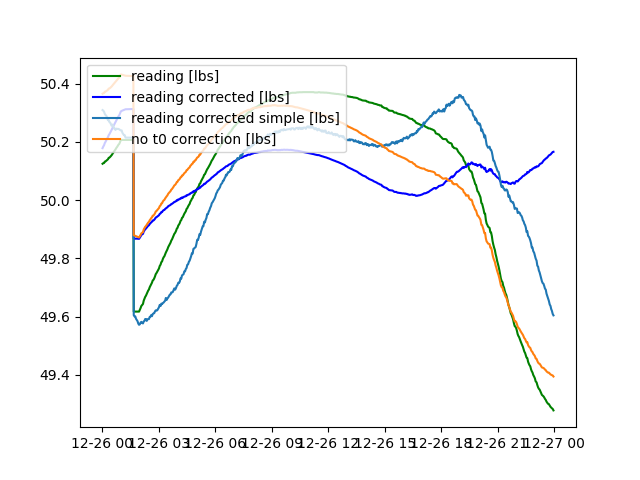 50.4
50.2
50.0
49.8
49.6
49.4
reading [lbs]
reading corrected [lbs]
reading corrected simple [lbs]
no t0 correction [lbs]
12-26 00 12-26 03 12-26 06 12-26 09 12-26 12 12-26 15 12-26 18 12-26 21 12-27 00